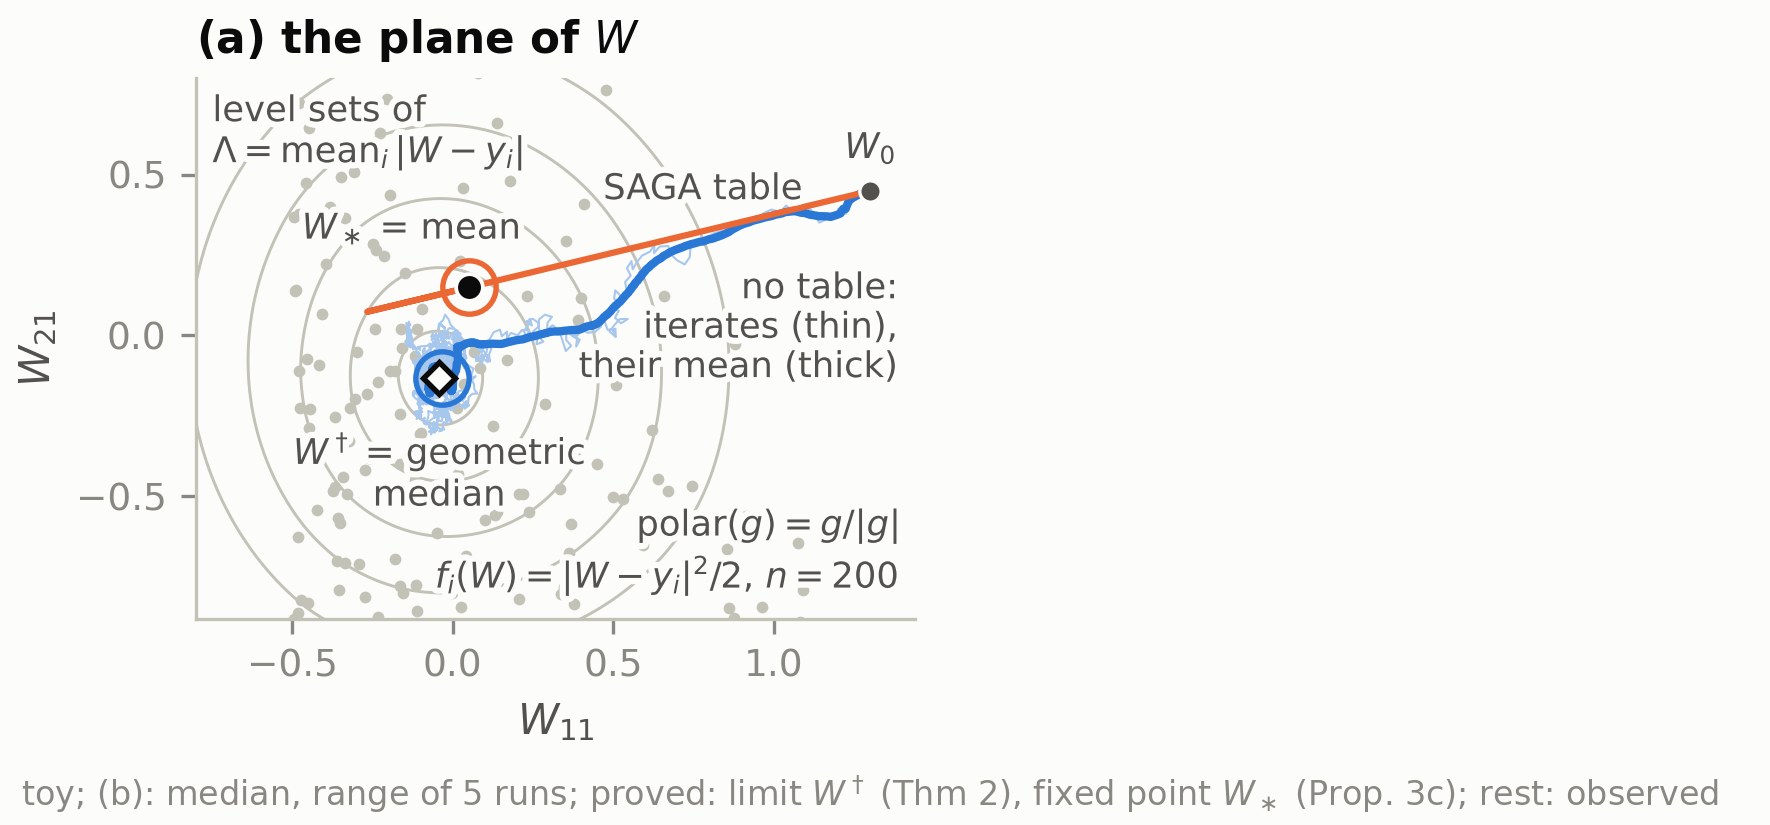 (a) the plane of W
level sets of
Λ = meanᵢ |W − yᵢ|
W₀
0.5
SAGA table
W∗ = mean
no table:
iterates (thin),
their mean (thick)
0.0
W₂₁
W† = geometric
median
−0.5
polar(g) = g/|g|
fᵢ(W) = |W − yᵢ|²/2, n = 200
−0.5 0.0 0.5 1.0
W₁₁
toy; (b): median, range of 5 runs; proved: limit W† (Thm 2), fixed point W∗ (Prop. 3c); rest: observed